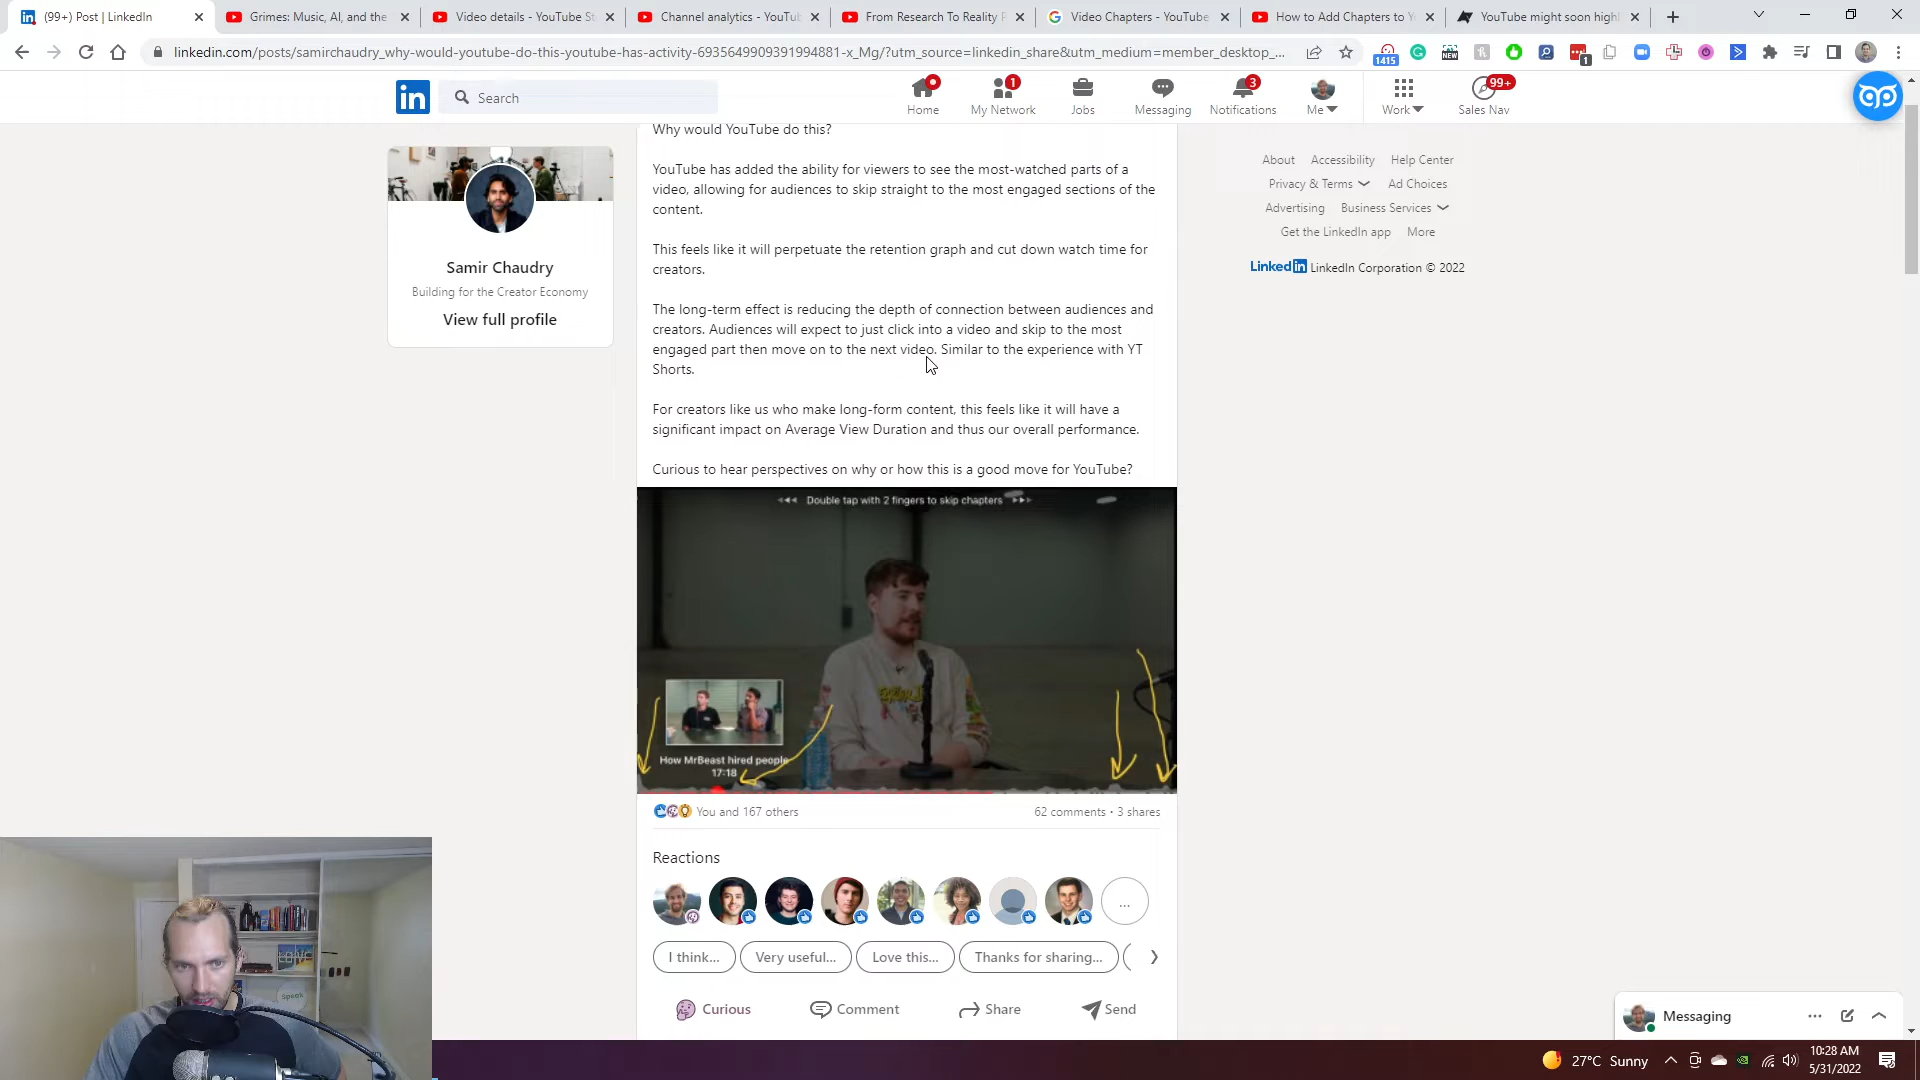 (99+) Post | LinkedIn
Grimes: Music, AI, and the
Video details - YouTube St
Channel analytics - YouTub
From Research To Reality
Video Chapters - YouTube
How to Add Chapters to Y
YouTube might soon high
linkedin.com/posts/samirchaudry_why-would-youtube-do-this-youtube-has-activity-6935649909391994881-x_Mg/?utm_source=linkedin_share&utm_medium=member_desktop_...
1415
NEW
1
in
Search
1
3
99+
Home
My Network
Jobs
Messaging
Notifications
Me
Work
Sales Nav
Samir Chaudry
Building for the Creator Economy
View full profile
Why would YouTube do this?
YouTube has added the ability for viewers to see the most-watched parts of a
video, allowing for audiences to skip straight to the most engaged sections of the
content.
This feels like it will perpetuate the retention graph and cut down watch time for
creators.
The long-term effect is reducing the depth of connection between audiences and
creators. Audiences will expect to just click into a video and skip to the most
engaged part then move on to the next video. Similar to the experience with YT
Shorts.
For creators like us who make long-form content, this feels like it will have a
significant impact on Average View Duration and thus our overall performance.
Curious to hear perspectives on why or how this is a good move for YouTube?
Double tap with 2 fingers to skip chapters
How MrBeast hired people
17:18
You and 167 others
62 comments • 3 shares
Reactions
...
I think...
Very useful...
Love this...
Thanks for sharing...
Curious
Comment
Share
Send
About
Accessibility
Help Center
Privacy & Terms
Ad Choices
Advertising
Business Services
Get the LinkedIn app
More
LinkedIn LinkedIn Corporation © 2022
Messaging
Speak
27°C Sunny
10:28 AM
5/31/2022